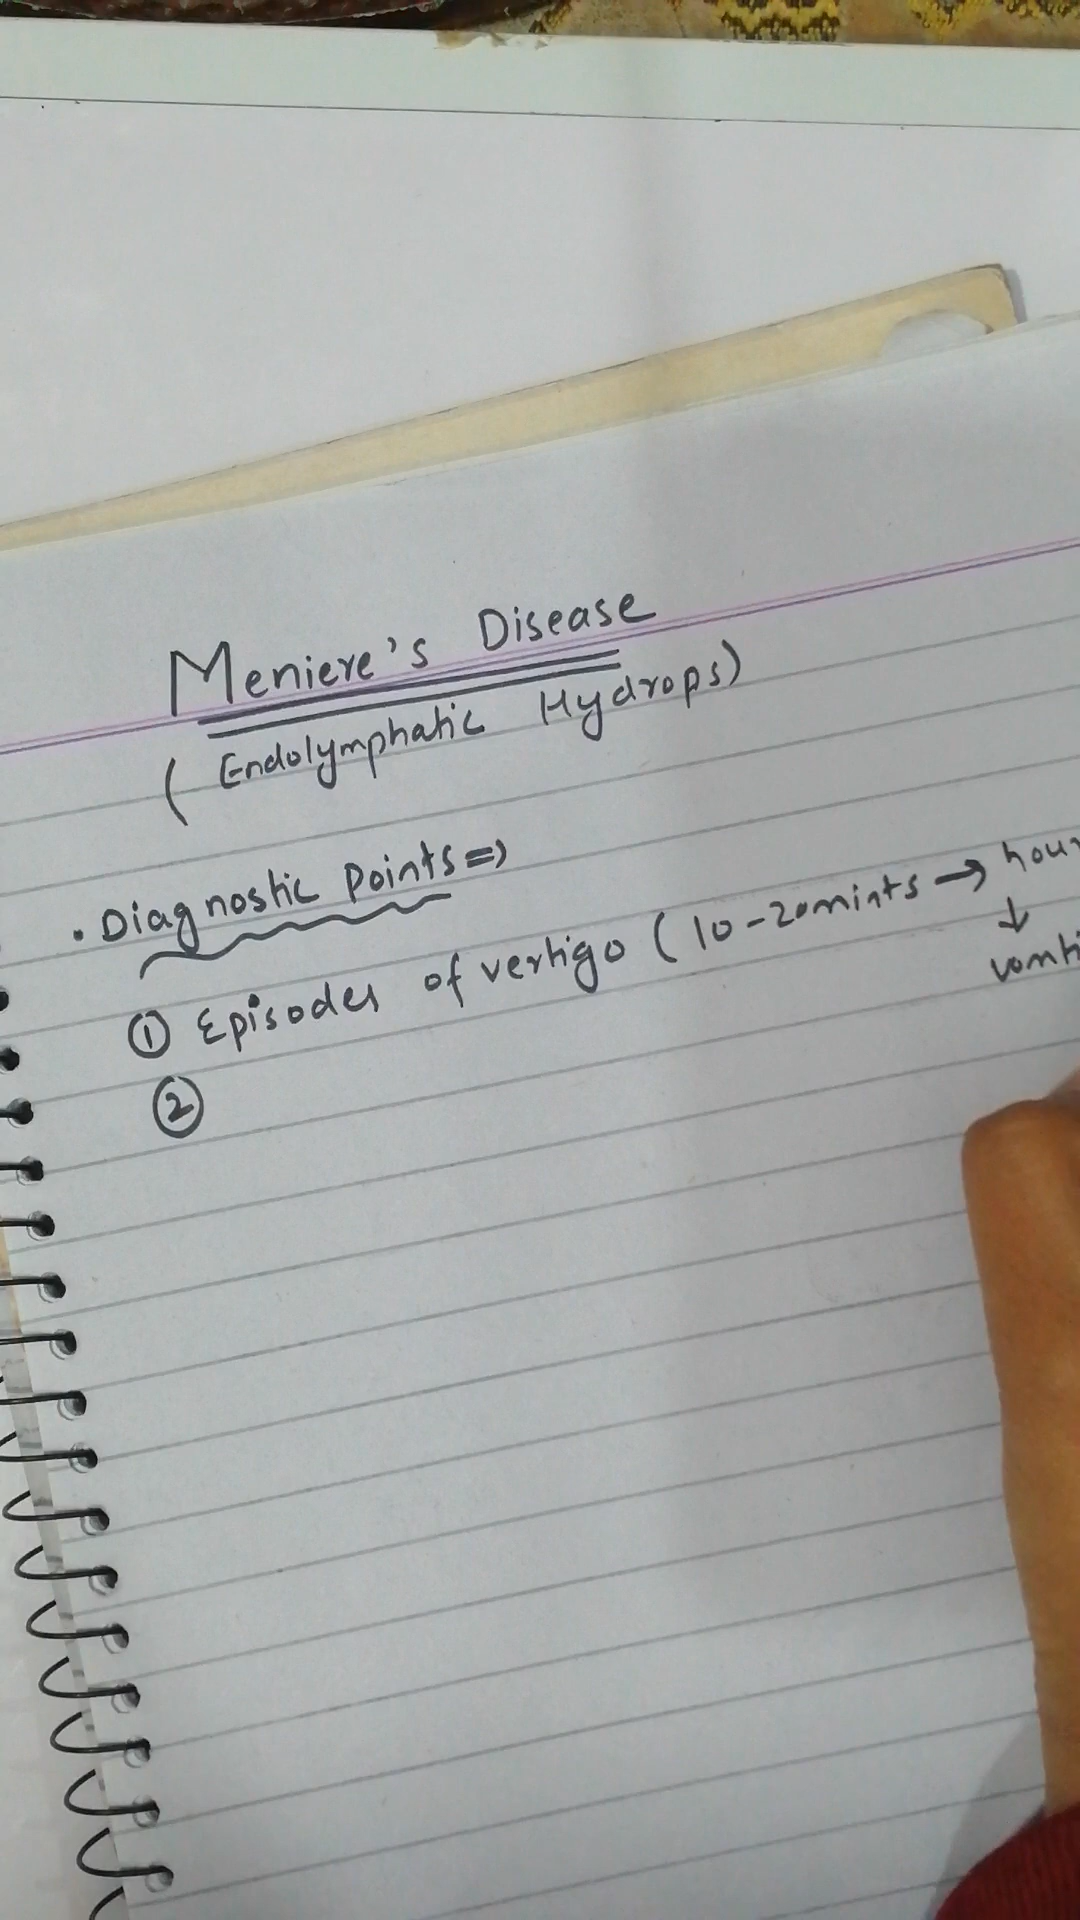 Meniere's Disease
( Endolymphatic Hydrops)
. Diagnostic Points =>
① Episodes of vertigo ( 10-20mints →
↓
②